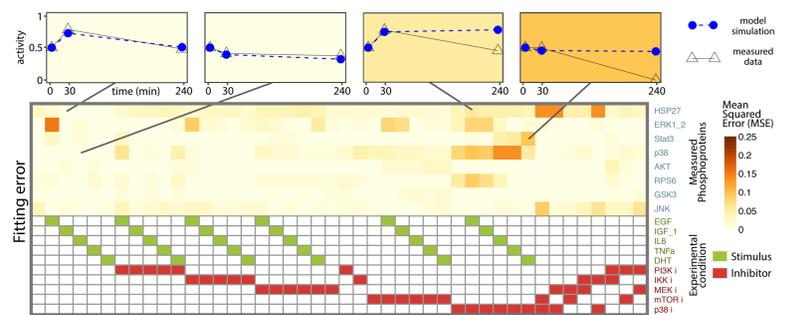 activity
1
0.5
0
0 30 time (min) 240
0 30 240
0 30 240
0 30 240
model simulation
measured data
Fitting error
HSP27
ERK1_2
Stat3
p38
AKT
RPS6
GSK3
JNK
Measured Phosphoproteins
Mean Squared Error (MSE)
0.25
0.2
0.15
0.1
0.05
0
EGF
IGF_1
IL6
TNFa
DHT
PI3K i
IKK i
MEK i
mTOR i
p38 i
Experimental condition
Stimulus
Inhibitor